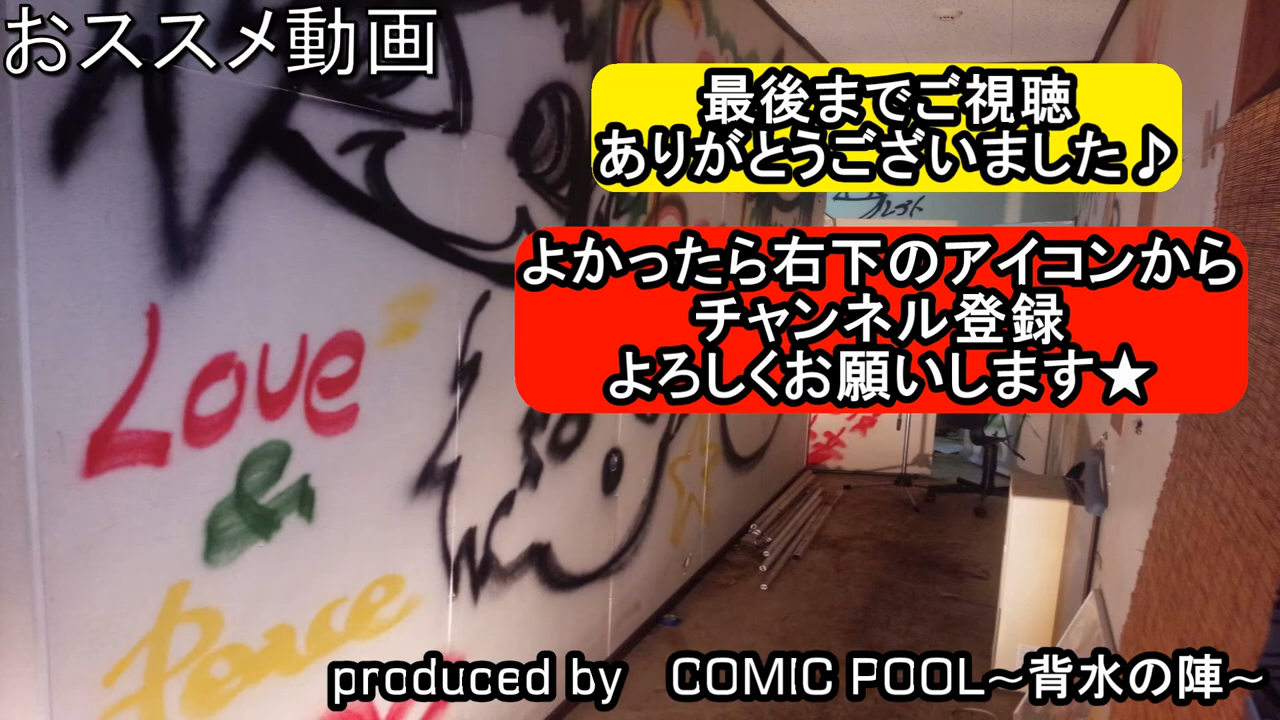 おススメ動画
最後までご視聴
ありがとうございました♪
よかったら右下のアイコンから
チャンネル登録
よろしくお願いします★
Love
&
Peace
produced by COMIC POOL~背水の陣~